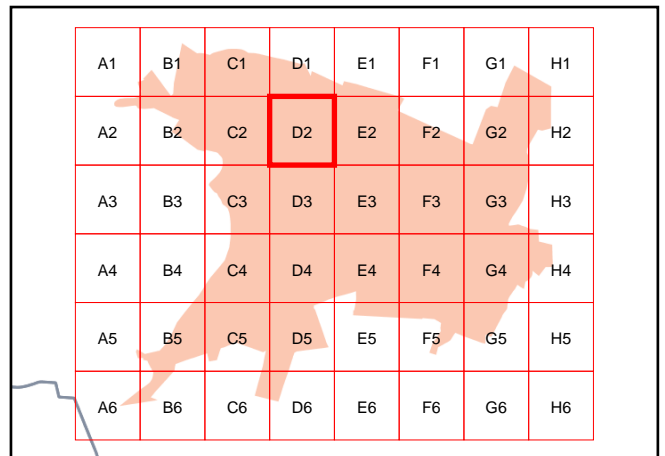 A1 B1 C1 D1 E1 F1 G1 H1
A2 B2 C2 D2 E2 F2 G2 H2
A3 B3 C3 D3 E3 F3 G3 H3
A4 B4 C4 D4 E4 F4 G4 H4
A5 B5 C5 D5 E5 F5 G5 H5
A6 B6 C6 D6 E6 F6 G6 H6